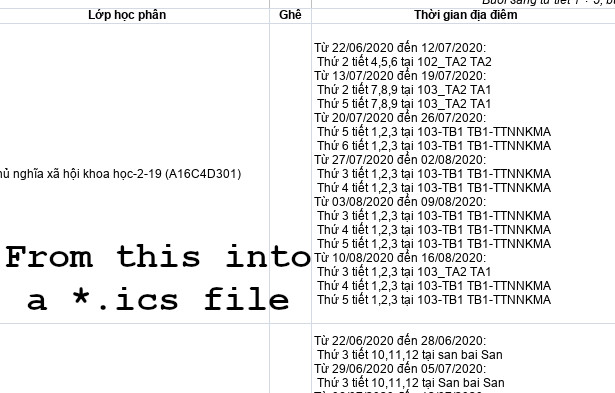 Buổi sáng từ tiết 1
Lớp học phần Ghê Thời gian địa điểm
Từ 22/06/2020 đến 12/07/2020:
Thứ 2 tiết 4,5,6 tại 102_TA2 TA2
Từ 13/07/2020 đến 19/07/2020:
Thứ 2 tiết 7,8,9 tại 103_TA2 TA1
Thứ 5 tiết 7,8,9 tại 103_TA2 TA1
Từ 20/07/2020 đến 26/07/2020:
Thứ 5 tiết 1,2,3 tại 103-TB1 TB1-TTNNKMA
Thứ 6 tiết 1,2,3 tại 103-TB1 TB1-TTNNKMA
Từ 27/07/2020 đến 02/08/2020:
Thứ 3 tiết 1,2,3 tại 103-TB1 TB1-TTNNKMA
nghĩa xã hội khoa học-2-19 (A16C4D301)
Thứ 4 tiết 1,2,3 tại 103-TB1 TB1-TTNNKMA
Từ 03/08/2020 đến 09/08/2020:
Thứ 3 tiết 1,2,3 tại 103-TB1 TB1-TTNNKMA
Thứ 4 tiết 1,2,3 tại 103-TB1 TB1-TTNNKMA
Thứ 5 tiết 1,2,3 tại 103-TB1 TB1-TTNNKMA
From this into
a *.ics file
Từ 10/08/2020 đến 16/08/2020:
Thứ 3 tiết 1,2,3 tại 103_TA2 TA1
Thứ 4 tiết 1,2,3 tại 103-TB1 TB1-TTNNKMA
Thứ 5 tiết 1,2,3 tại 103-TB1 TB1-TTNNKMA
Từ 22/06/2020 đến 28/06/2020:
Thứ 3 tiết 10,11,12 tại san bai San
Từ 29/06/2020 đến 05/07/2020:
Thứ 3 tiết 10,11,12 tại San bay San